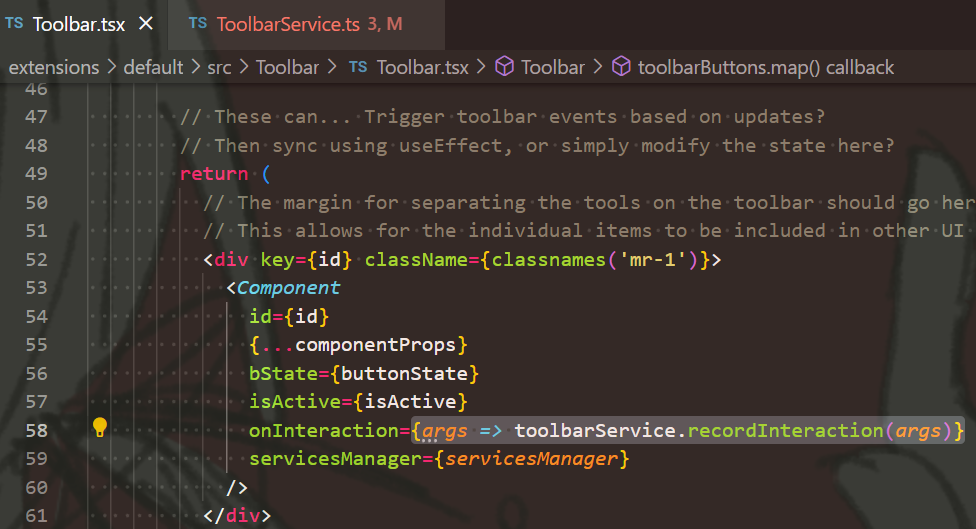 TS Toolbar.tsx × TS ToolbarService.ts 3, M
extensions > default > src > Toolbar > TS Toolbar.tsx > Toolbar > toolbarButtons.map() callback
46
47 // These can... Trigger toolbar events based on updates?
48 // Then sync using useEffect, or simply modify the state here?
49 return (
50 // The margin for separating the tools on the toolbar should go her
51 // This allows for the individual items to be included in other UI
52 <div key={id} className={classnames('mr-1')}>
53 <Component
54 id={id}
55 {...componentProps}
56 bState={buttonState}
57 isActive={isActive}
58 onInteraction={args => toolbarService.recordInteraction(args)}
59 servicesManager={servicesManager}
60 />
61 </div>